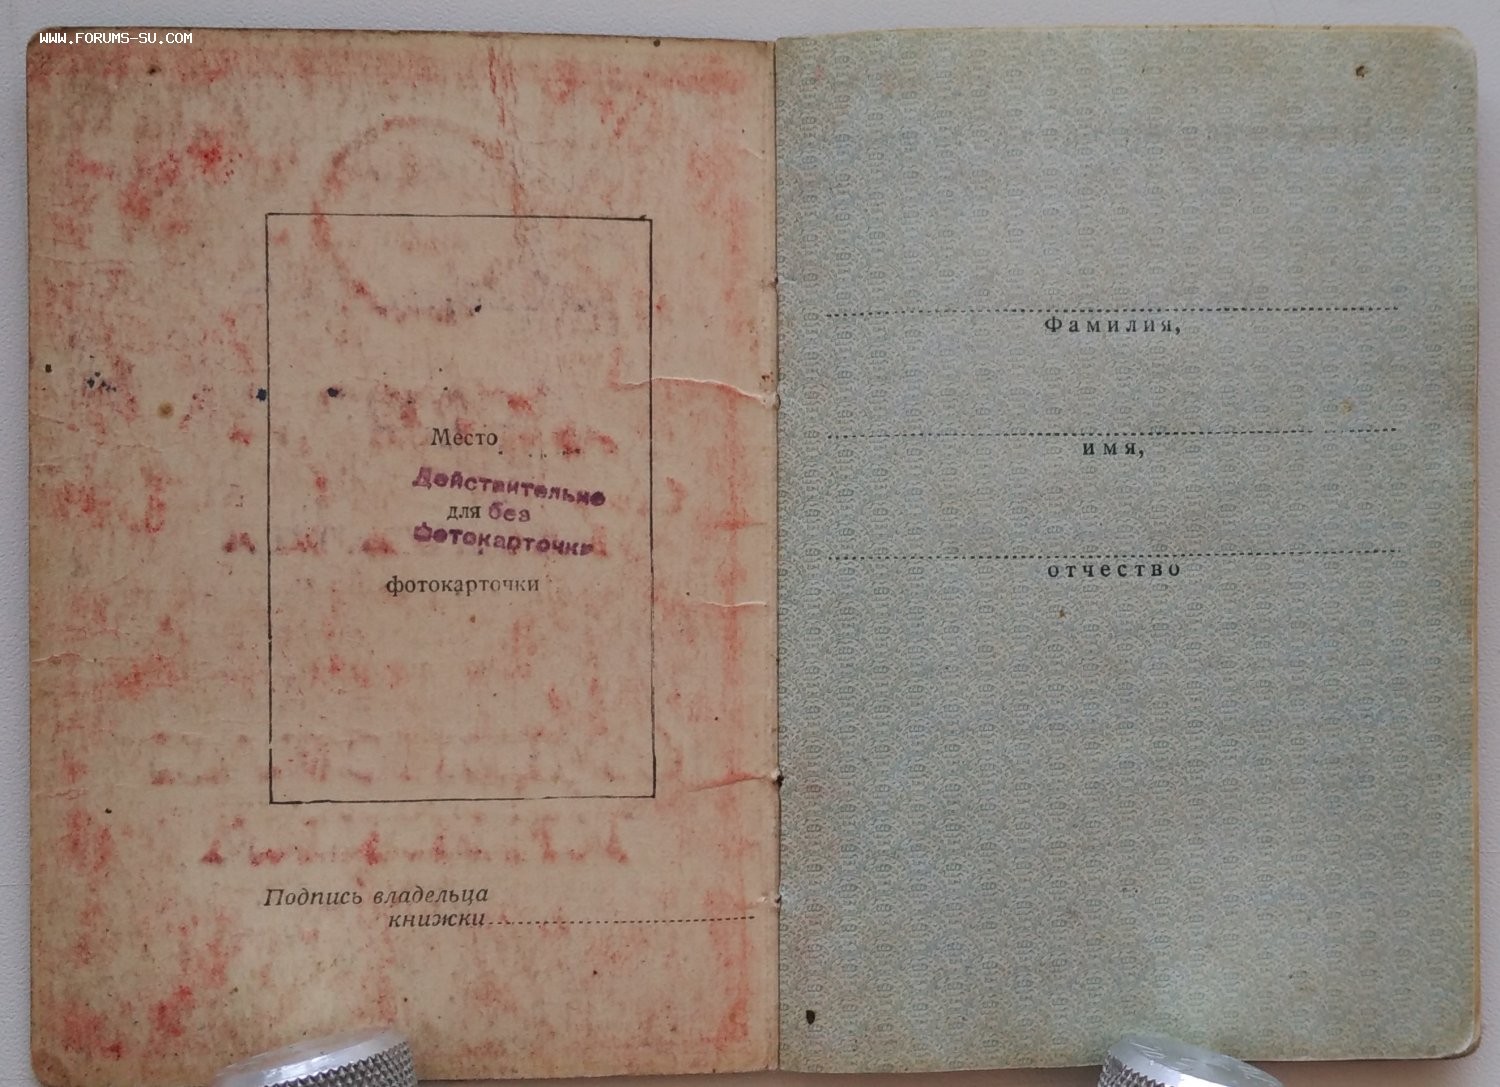 WWW.FORUMS-SU.COM
Место
Действительно
для без
Фотокарточки
фотокарточки
Подпись владельца
книжки
Фамилия,
имя,
отчество